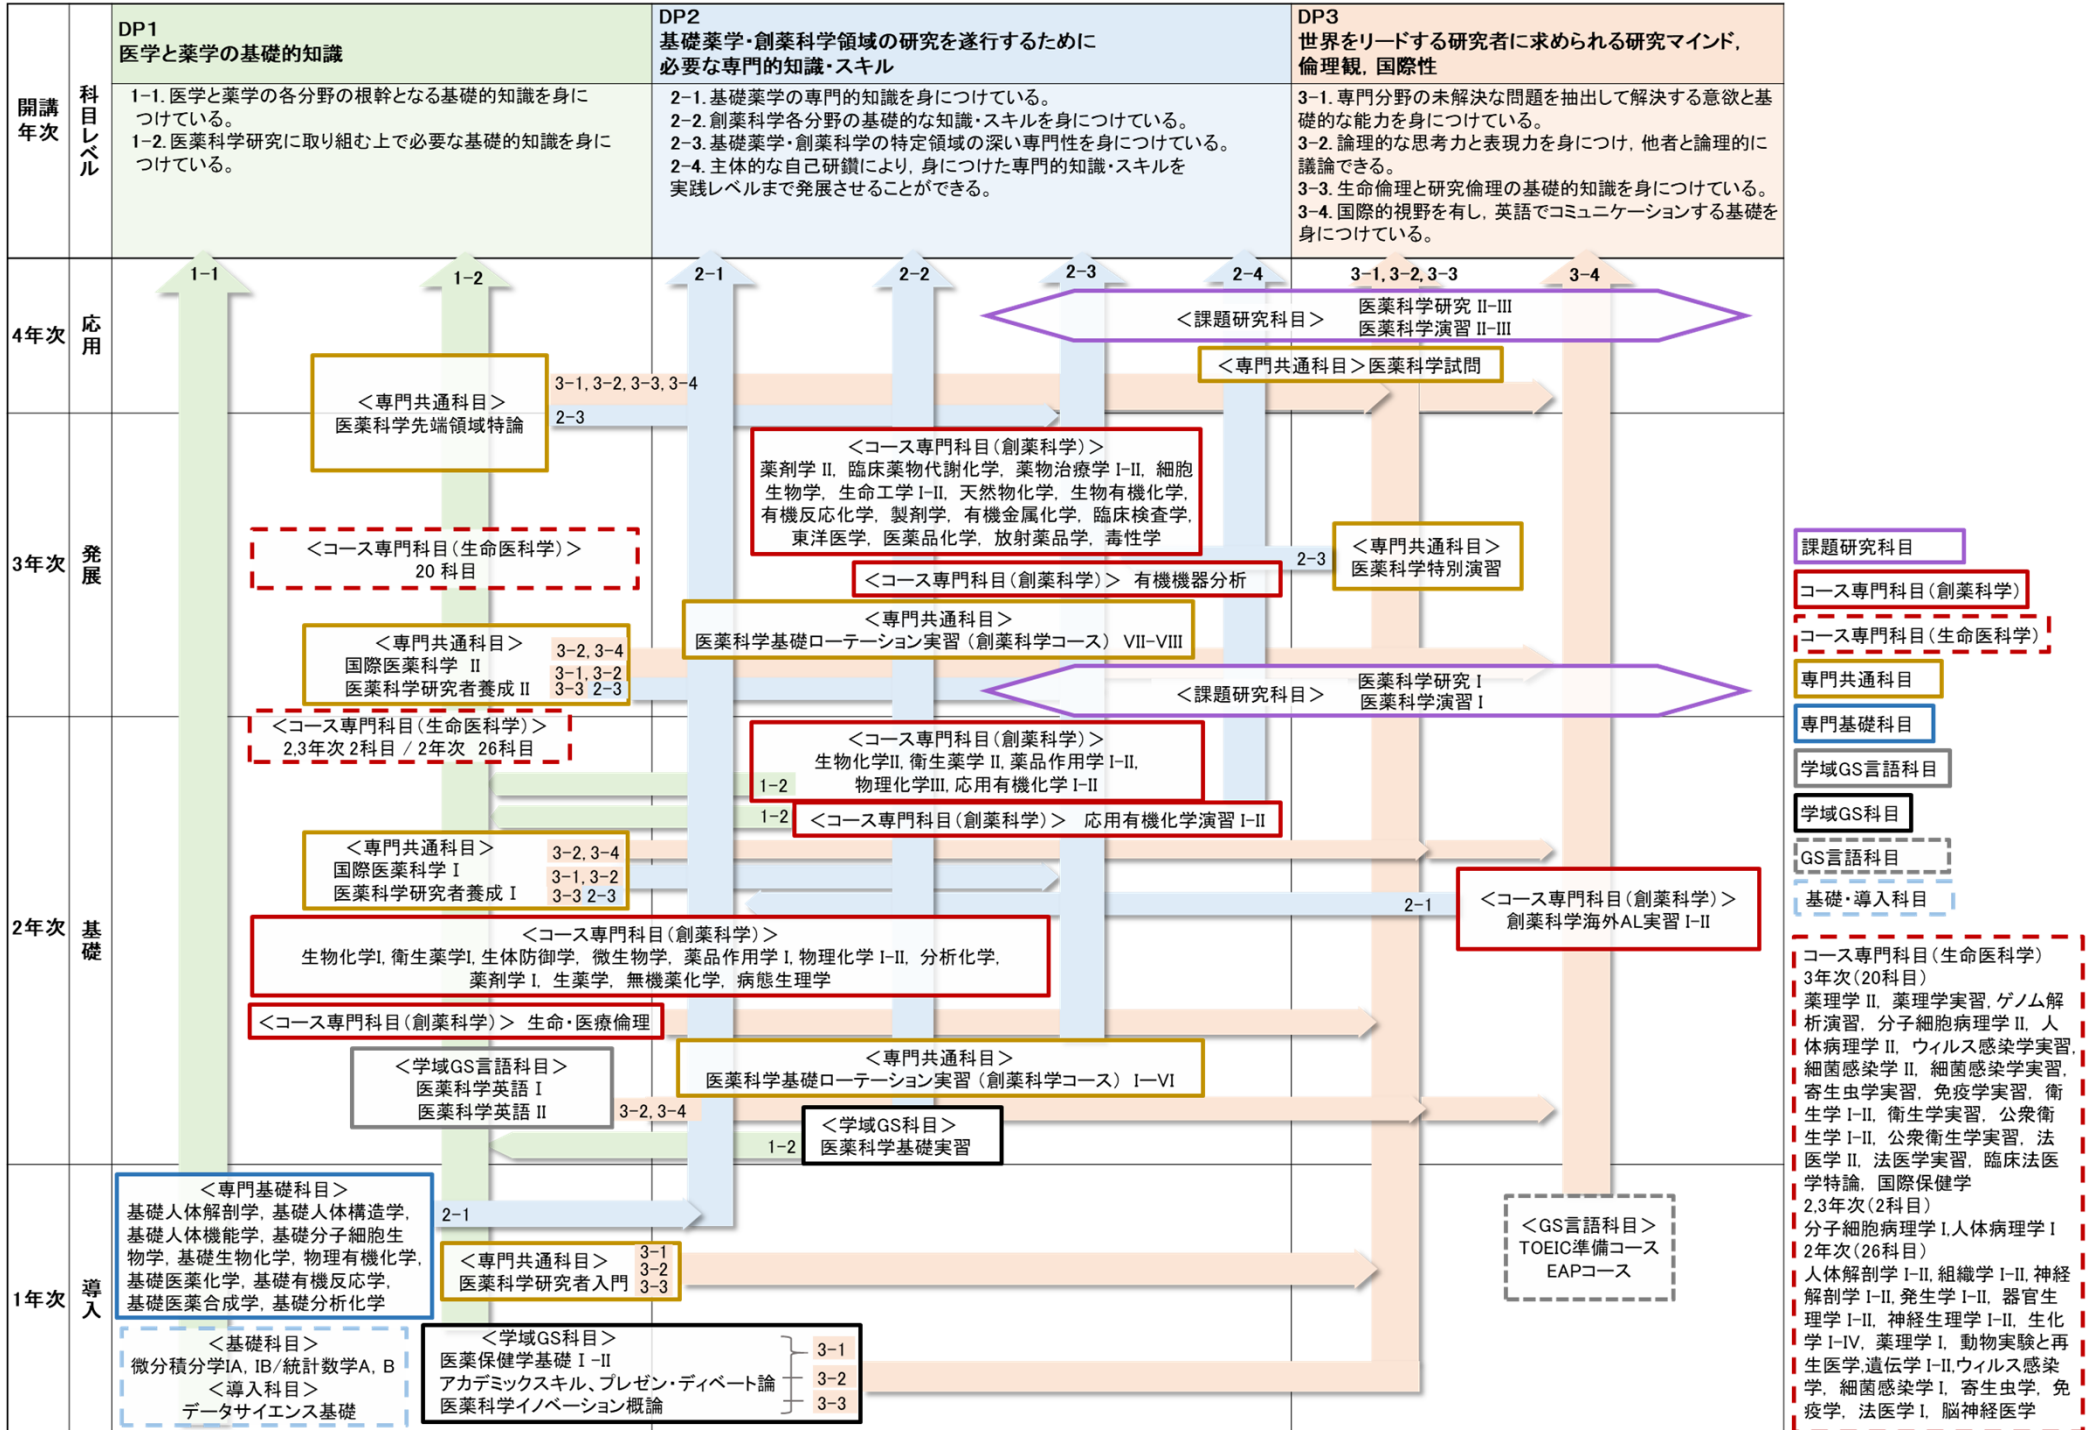 開講
年次
科目レベル
DP1
医学と薬学の基礎的知識
DP2
基礎薬学・創薬科学領域の研究を遂行するために
必要な専門的知識・スキル
DP3
世界をリードする研究者に求められる研究マインド,
倫理観, 国際性
1-1. 医学と薬学の各分野の根幹となる基礎的知識を身に
つけている。
1-2. 医薬科学研究に取り組む上で必要な基礎的知識を身に
つけている。
2-1. 基礎薬学の専門的知識を身につけている。
2-2. 創薬科学各分野の基礎的な知識・スキルを身につけている。
2-3. 基礎薬学・創薬科学の特定領域の深い専門性を身につけている。
2-4. 主体的な自己研鑽により, 身につけた専門的知識・スキルを
実践レベルまで発展させることができる。
3-1. 専門分野の未解決な問題を抽出して解決する意欲と基
礎的な能力を身につけている。
3-2. 論理的な思考力と表現力を身につけ, 他者と論理的に
議論できる。
3-3. 生命倫理と研究倫理の基礎的知識を身につけている。
3-4. 国際的視野を有し, 英語でコミュニケーションする基礎を
身につけている。
1-1
1-2
2-1
2-2
2-3
2-4
3-1, 3-2, 3-3
3-4
4年次
応用
<課題研究科目>
医薬科学研究 II-III
医薬科学演習 II-III
<専門共通科目>医薬科学試問
<専門共通科目>
医薬科学先端領域特論
3-1, 3-2, 3-3, 3-4
2-3
3年次
発展
<コース専門科目(創薬科学)>
薬剤学 II, 臨床薬物代謝化学, 薬物治療学 I-II, 細胞
生物学, 生命工学 I-II, 天然物化学, 生物有機化学,
有機反応化学, 製剤学, 有機金属化学, 臨床検査学,
東洋医学, 医薬品化学, 放射薬品学, 毒性学
<コース専門科目(生命医科学)>
20 科目
2-3
<専門共通科目>
医薬科学特別演習
<コース専門科目(創薬科学)> 有機機器分析
<専門共通科目>
医薬科学基礎ローテーション実習(創薬科学コース) VII-VIII
<専門共通科目>
国際医薬科学 II
医薬科学研究者養成 II
3-2, 3-4
3-1, 3-2
3-3 2-3
<課題研究科目>
医薬科学研究 I
医薬科学演習 I
2年次
基礎
<コース専門科目(生命医科学)>
2,3年次 2科目 / 2年次 26科目
<コース専門科目(創薬科学)>
生物化学II, 衛生薬学 II, 薬品作用学 I-II,
物理化学III, 応用有機化学 I-II
1-2
1-2
<コース専門科目(創薬科学)> 応用有機化学演習 I-II
<専門共通科目>
国際医薬科学 I
医薬科学研究者養成 I
3-2, 3-4
3-1, 3-2
3-3 2-3
2-1
<コース専門科目(創薬科学)>
創薬科学海外AL実習 I-II
<コース専門科目(創薬科学)>
生物化学I, 衛生薬学I, 生体防御学, 微生物学, 薬品作用学 I, 物理化学 I-II, 分析化学,
薬剤学 I, 生薬学, 無機薬化学, 病態生理学
<コース専門科目(創薬科学)> 生命・医療倫理
<専門共通科目>
医薬科学基礎ローテーション実習(創薬科学コース) I—VI
<学域GS言語科目>
医薬科学英語 I
医薬科学英語 II
3-2, 3-4
1-2
<学域GS科目>
医薬科学基礎実習
1年次
導入
<専門基礎科目>
基礎人体解剖学, 基礎人体構造学,
基礎人体機能学, 基礎分子細胞生
物学, 基礎生物化学, 物理有機化学,
基礎医薬化学, 基礎有機反応学,
基礎医薬合成学, 基礎分析化学
2-1
<専門共通科目>
医薬科学研究者入門
3-1
3-2
3-3
<GS言語科目>
TOEIC準備コース
EAPコース
<基礎科目>
微分積分学IA, IB/統計数学A, B
<導入科目>
データサイエンス基礎
<学域GS科目>
医薬保健学基礎 I -II
アカデミックスキル、プレゼン・ディベート論
医薬科学イノベーション概論
3-1
3-2
3-3
課題研究科目
コース専門科目(創薬科学)
コース専門科目(生命医科学)
専門共通科目
専門基礎科目
学域GS言語科目
学域GS科目
GS言語科目
基礎・導入科目
コース専門科目(生命医科学)
3年次(20科目)
薬理学 II, 薬理学実習, ゲノム解
析演習, 分子細胞病理学 II, 人
体病理学 II, ウィルス感染学実習,
細菌感染学 II, 細菌感染学実習,
寄生虫学実習, 免疫学実習, 衛
生学 I-II, 衛生学実習, 公衆衛
生学 I-II, 公衆衛生学実習, 法
医学 II, 法医学実習, 臨床法医
学特論, 国際保健学
2,3年次(2科目)
分子細胞病理学 I,人体病理学 I
2年次(26科目)
人体解剖学 I-II, 組織学 I-II, 神経
解剖学 I-II, 発生学 I-II, 器官生
理学 I-II, 神経生理学 I-II, 生化
学 I-IV, 薬理学 I, 動物実験と再
生医学,遺伝学 I-II,ウィルス感染
学, 細菌感染学 I, 寄生虫学, 免
疫学, 法医学 I, 脳神経医学